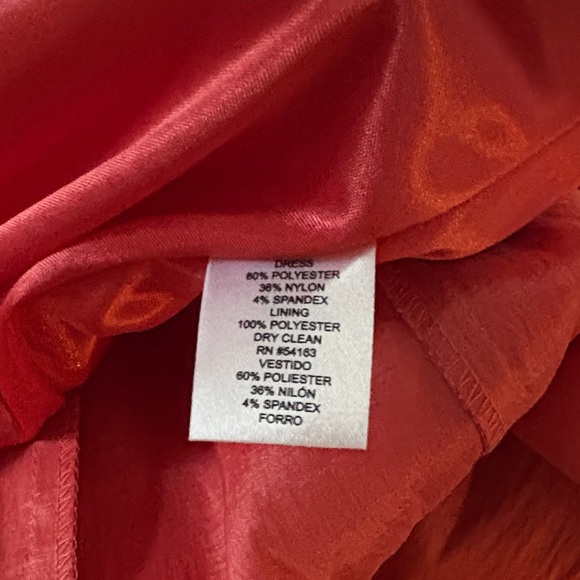 DRESS
60% POLYESTER
36% NYLON
4% SPANDEX
LINING
100% POLYESTER
DRY CLEAN
RN #54163
VESTIDO
60% POLIESTER
36% NILÓN
4% SPANDEX
FORRO